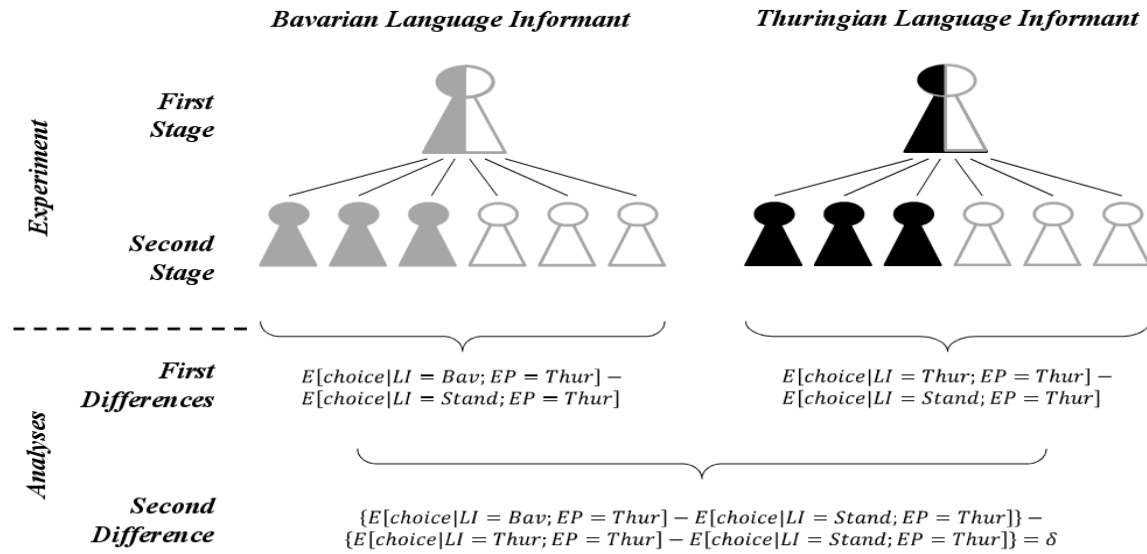 Bavarian Language Informant
Thuringian Language Informant
First
Stage
Experiment
Second
Stage
First
Differences
E[choice|LI = Bav; EP = Thur] −
E[choice|LI = Stand; EP = Thur]
E[choice|LI = Thur; EP = Thur] −
E[choice|LI = Stand; EP = Thur]
Analyses
Second
Difference
{E[choice|LI = Bav; EP = Thur] − E[choice|LI = Stand; EP = Thur]} −
{E[choice|LI = Thur; EP = Thur] − E[choice|LI = Stand; EP = Thur]} = δ